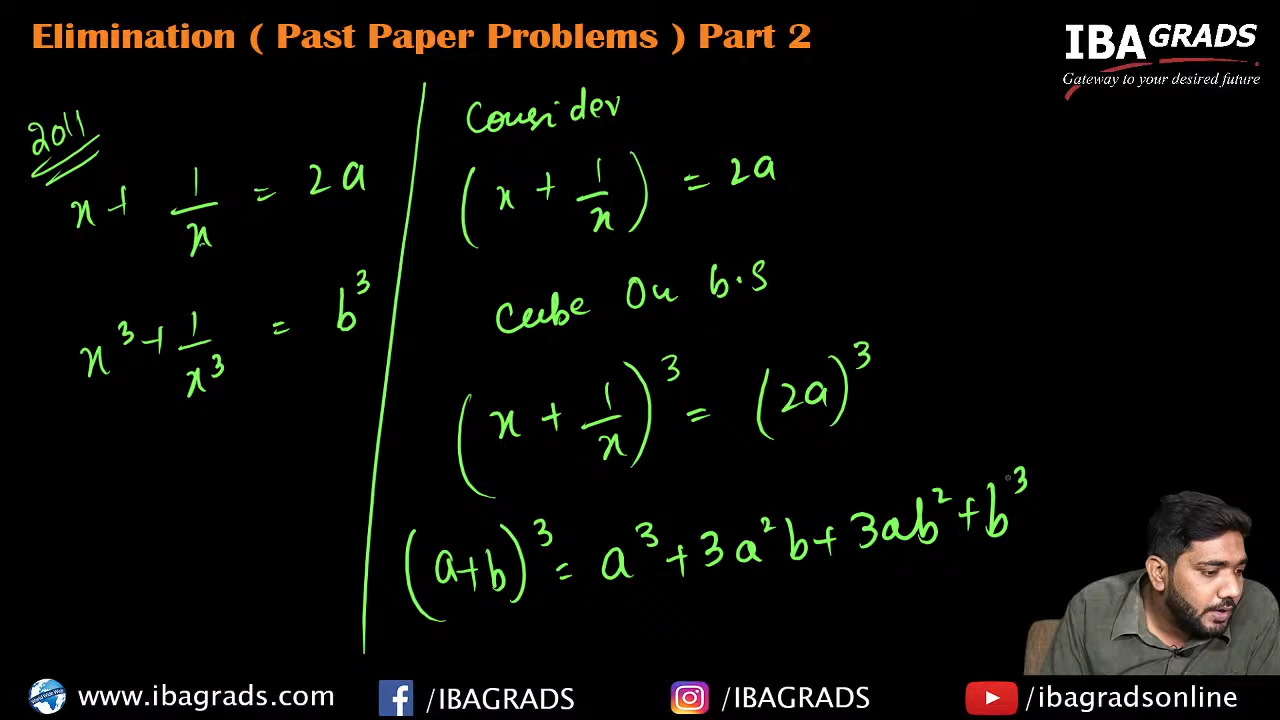 Elimination ( Past Paper Problems ) Part 2
IBA GRADS
Gateway to your desired future
2011
x + 1/x = 2a
x³ + 1/x³ = b³
Consider
(x + 1/x) = 2a
Cube On b.s
(x + 1/x)³ = (2a)³
(a+b)³ = a³ + 3a²b + 3ab² + b³
www.ibagrads.com
/IBAGRADS
/IBAGRADS
/ibagradsonline